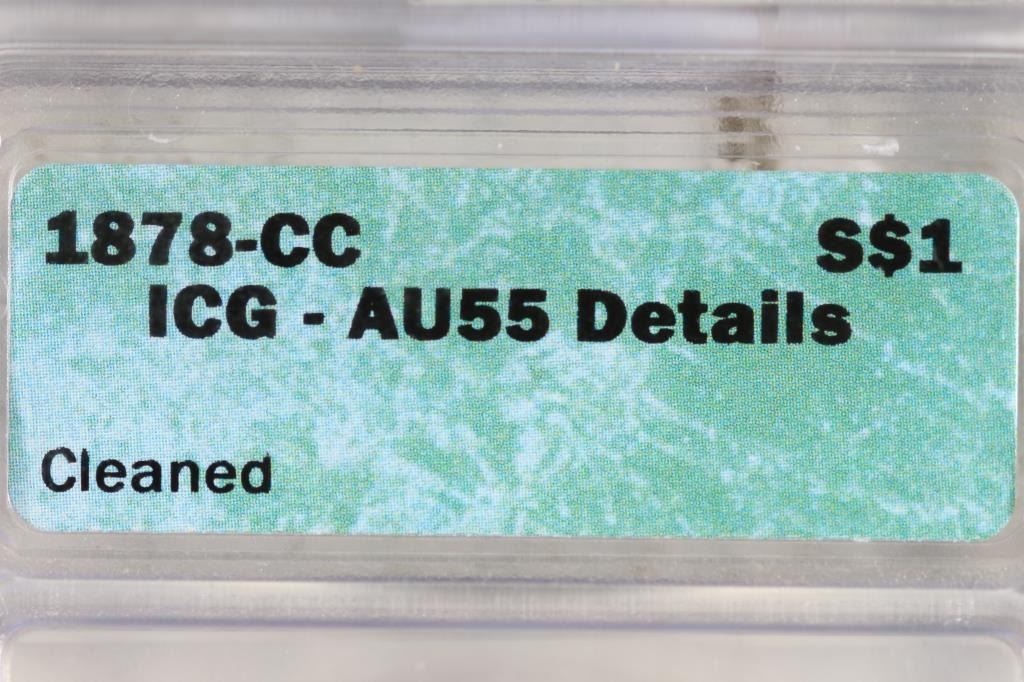 1878-CC S$1
ICG - AU55 Details
Cleaned